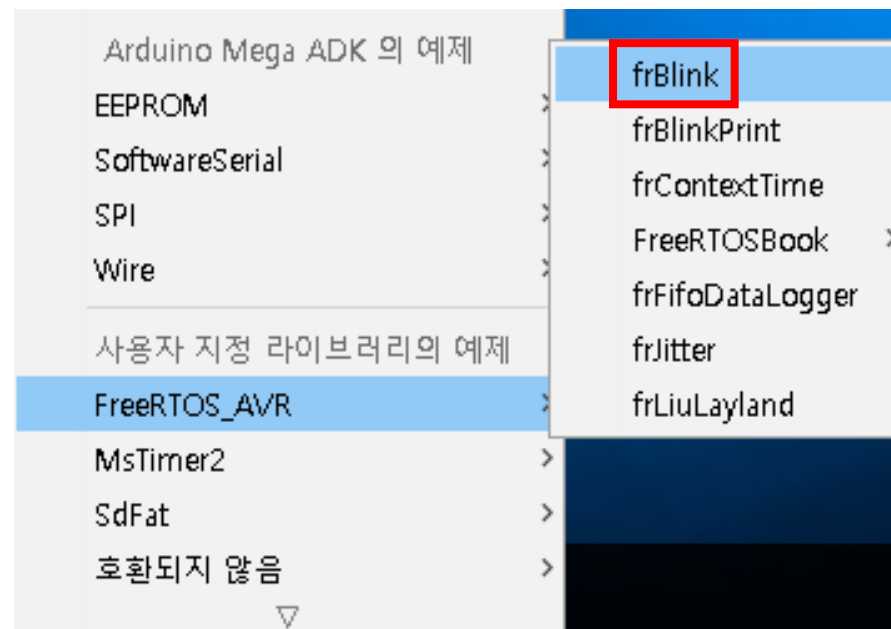 Arduino Mega ADK 의 예제
EEPROM
SoftwareSerial
SPI
Wire
사용자 지정 라이브러리의 예제
FreeRTOS_AVR
MsTimer2
SdFat
호환되지 않음
frBlink
frBlinkPrint
frContextTime
FreeRTOSBook
frFifoDataLogger
frJitter
frLiuLayland